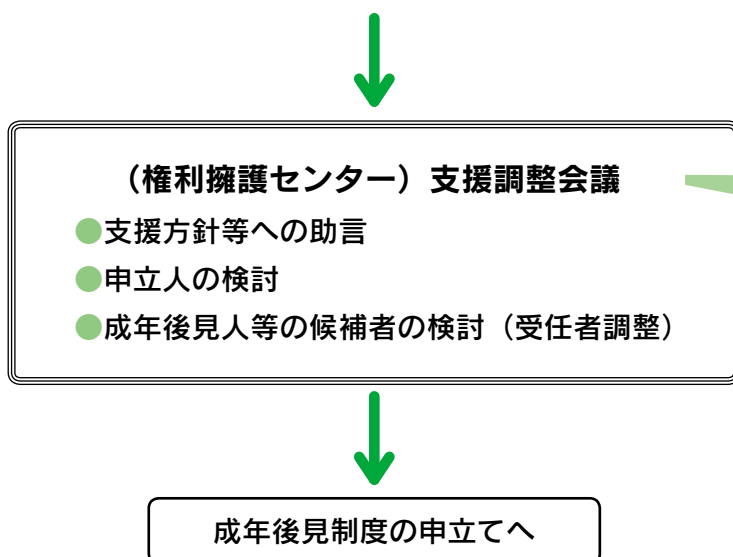 （権利擁護センター）支援調整会議
●支援方針等への助言
●申立人の検討
●成年後見人等の候補者の検討（受任者調整）
成年後見制度の申立てへ